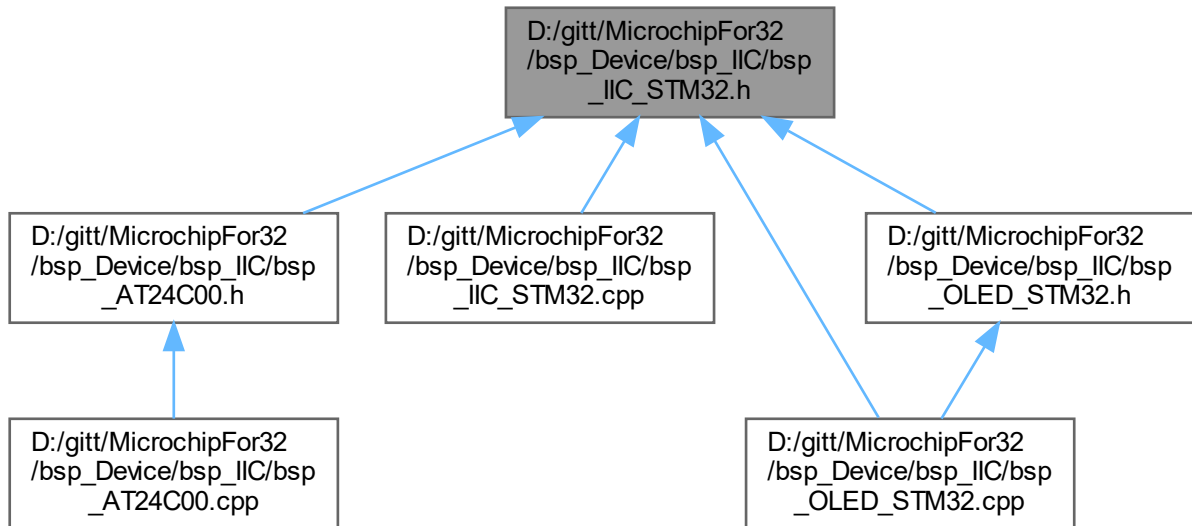 D:/gitt/MicrochipFor32
/bsp_Device/bsp_IIC/bsp
_IIC_STM32.h
D:/gitt/MicrochipFor32
/bsp_Device/bsp_IIC/bsp
_AT24C00.h
D:/gitt/MicrochipFor32
/bsp_Device/bsp_IIC/bsp
_IIC_STM32.cpp
D:/gitt/MicrochipFor32
/bsp_Device/bsp_IIC/bsp
_OLED_STM32.h
D:/gitt/MicrochipFor32
/bsp_Device/bsp_IIC/bsp
_AT24C00.cpp
D:/gitt/MicrochipFor32
/bsp_Device/bsp_IIC/bsp
_OLED_STM32.cpp